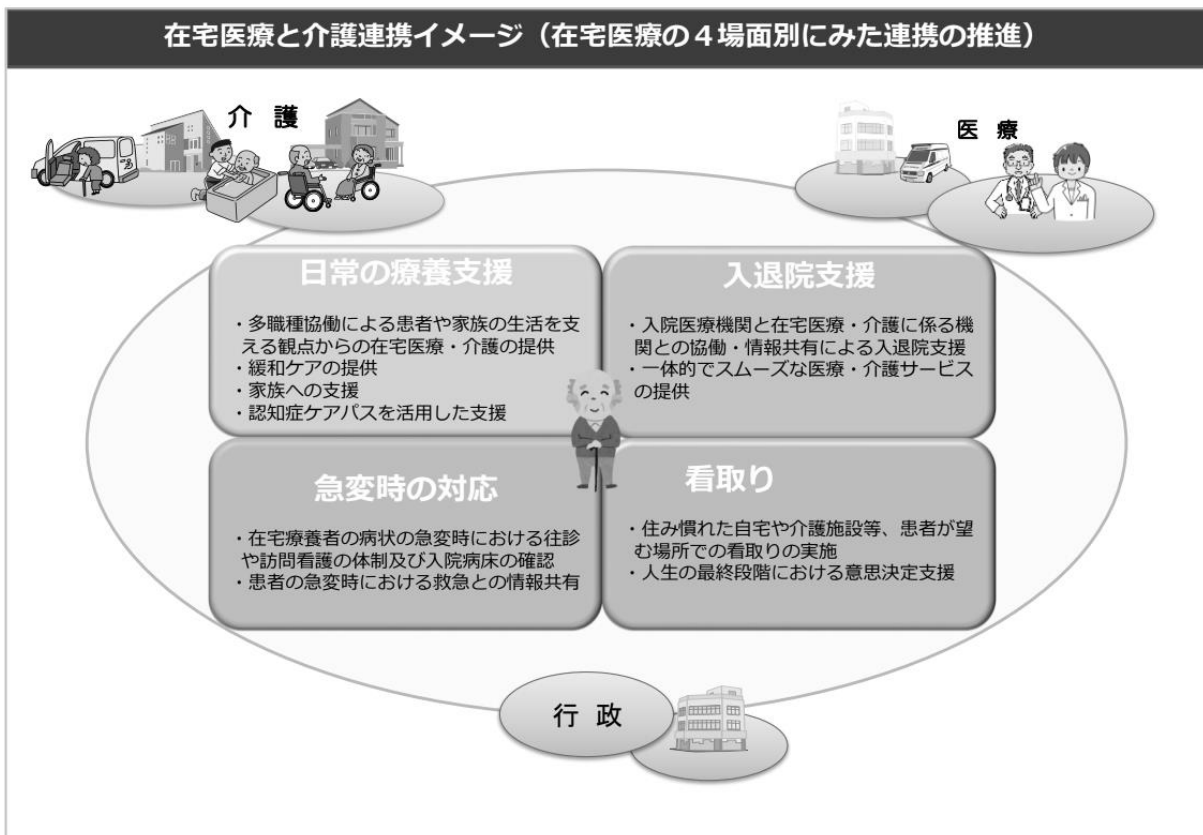 在宅医療と介護連携イメージ（在宅医療の４場面別にみた連携の推進）
介 護
医 療
日常の療養支援
・多職種協働による患者や家族の生活を支
える観点からの在宅医療・介護の提供
・緩和ケアの提供
・家族への支援
・認知症ケアパスを活用した支援
入退院支援
・入院医療機関と在宅医療・介護に係る機
関との協働・情報共有による入退院支援
・一体的でスムーズな医療・介護サービス
の提供
急変時の対応
・在宅療養者の病状の急変時における往診
や訪問看護の体制及び入院病床の確認
・患者の急変時における救急との情報共有
看取り
・住み慣れた自宅や介護施設等、患者が望
む場所での看取りの実施
・人生の最終段階における意思決定支援
行 政